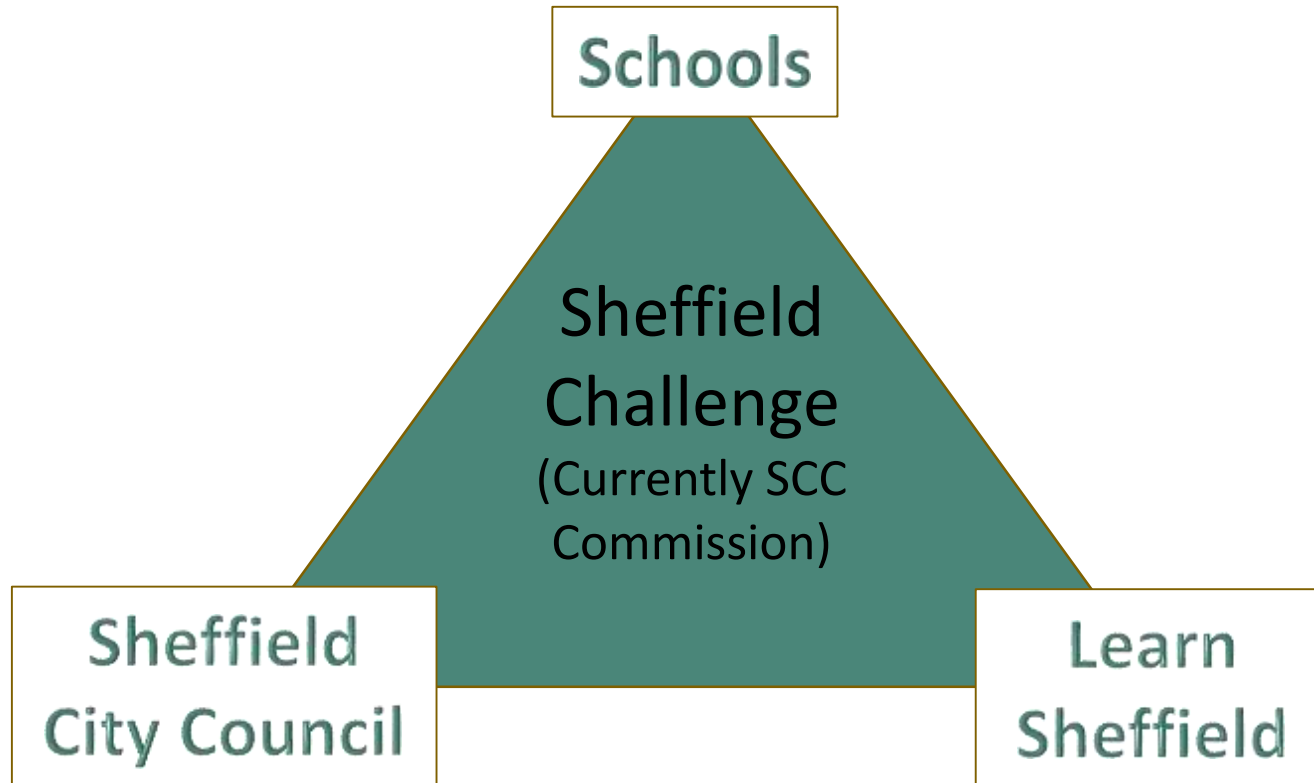 Schools
Sheffield
Challenge
(Currently SCC
Commission)
Sheffield
City Council
Learn
Sheffield